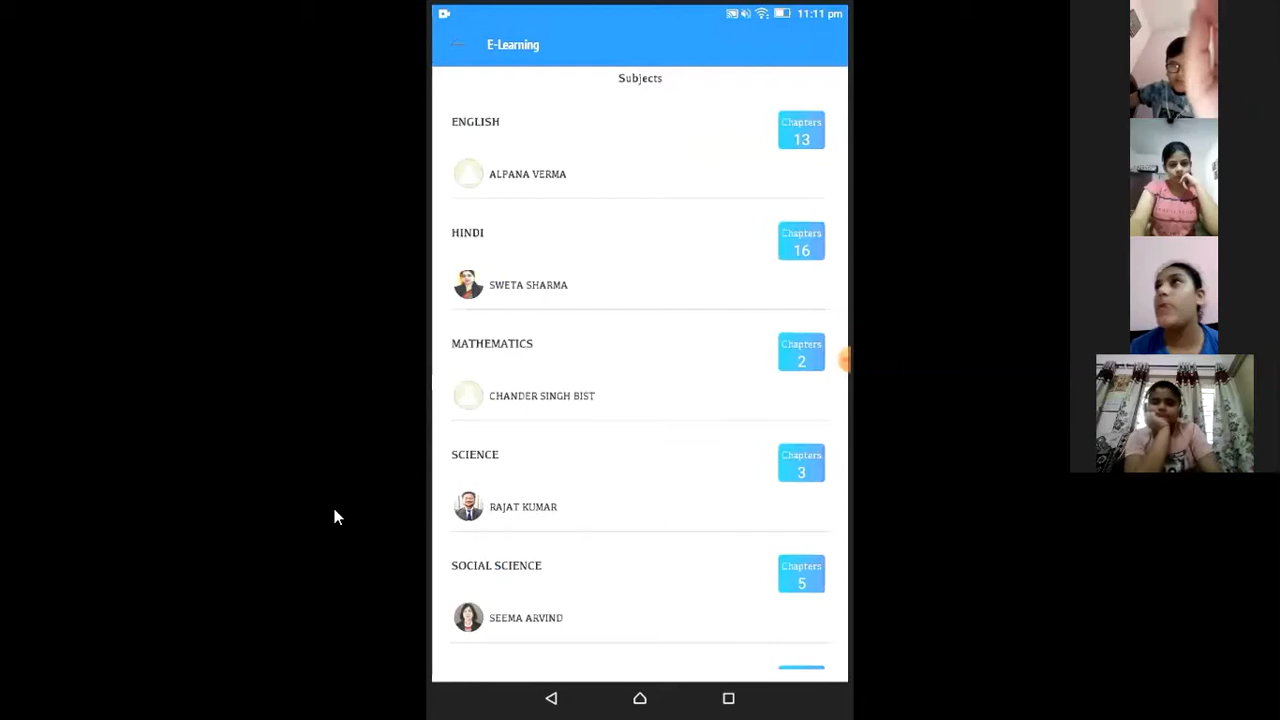 11:11 pm
E-Learning
Subjects
ENGLISH
Chapters
13
ALPANA VERMA
HINDI
Chapters
16
SWETA SHARMA
MATHEMATICS
Chapters
2
CHANDER SINGH BIST
SCIENCE
Chapters
3
RAJAT KUMAR
SOCIAL SCIENCE
Chapters
5
SEEMA ARVIND